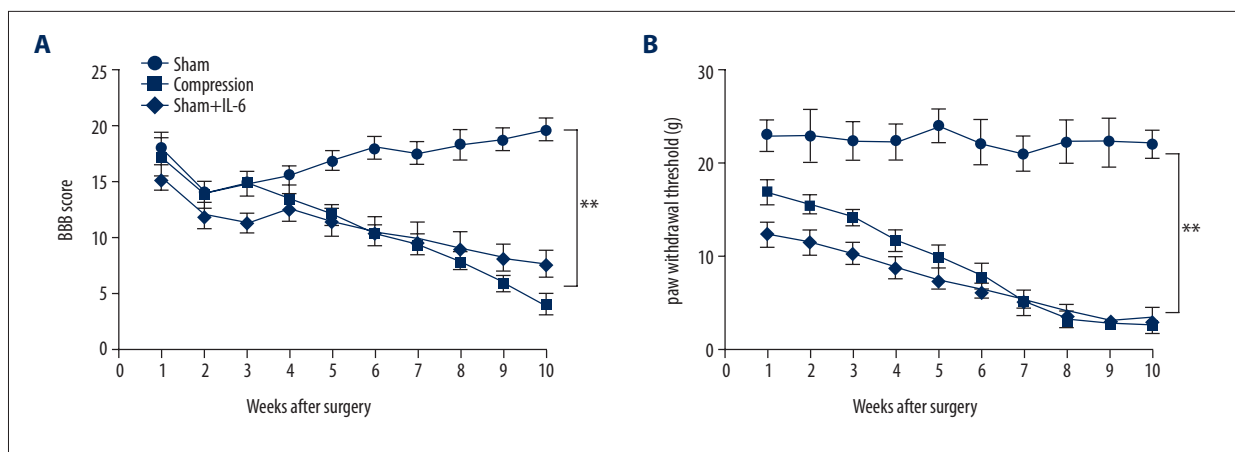 A
Sham
Compression
Sham+IL-6
25
20
15
10
5
0
BBB score
0 1 2 3 4 5 6 7 8 9 10
Weeks after surgery
**
B
30
20
10
0
paw withdrawal threshold (g)
0 1 2 3 4 5 6 7 8 9 10
Weeks after surgery
**